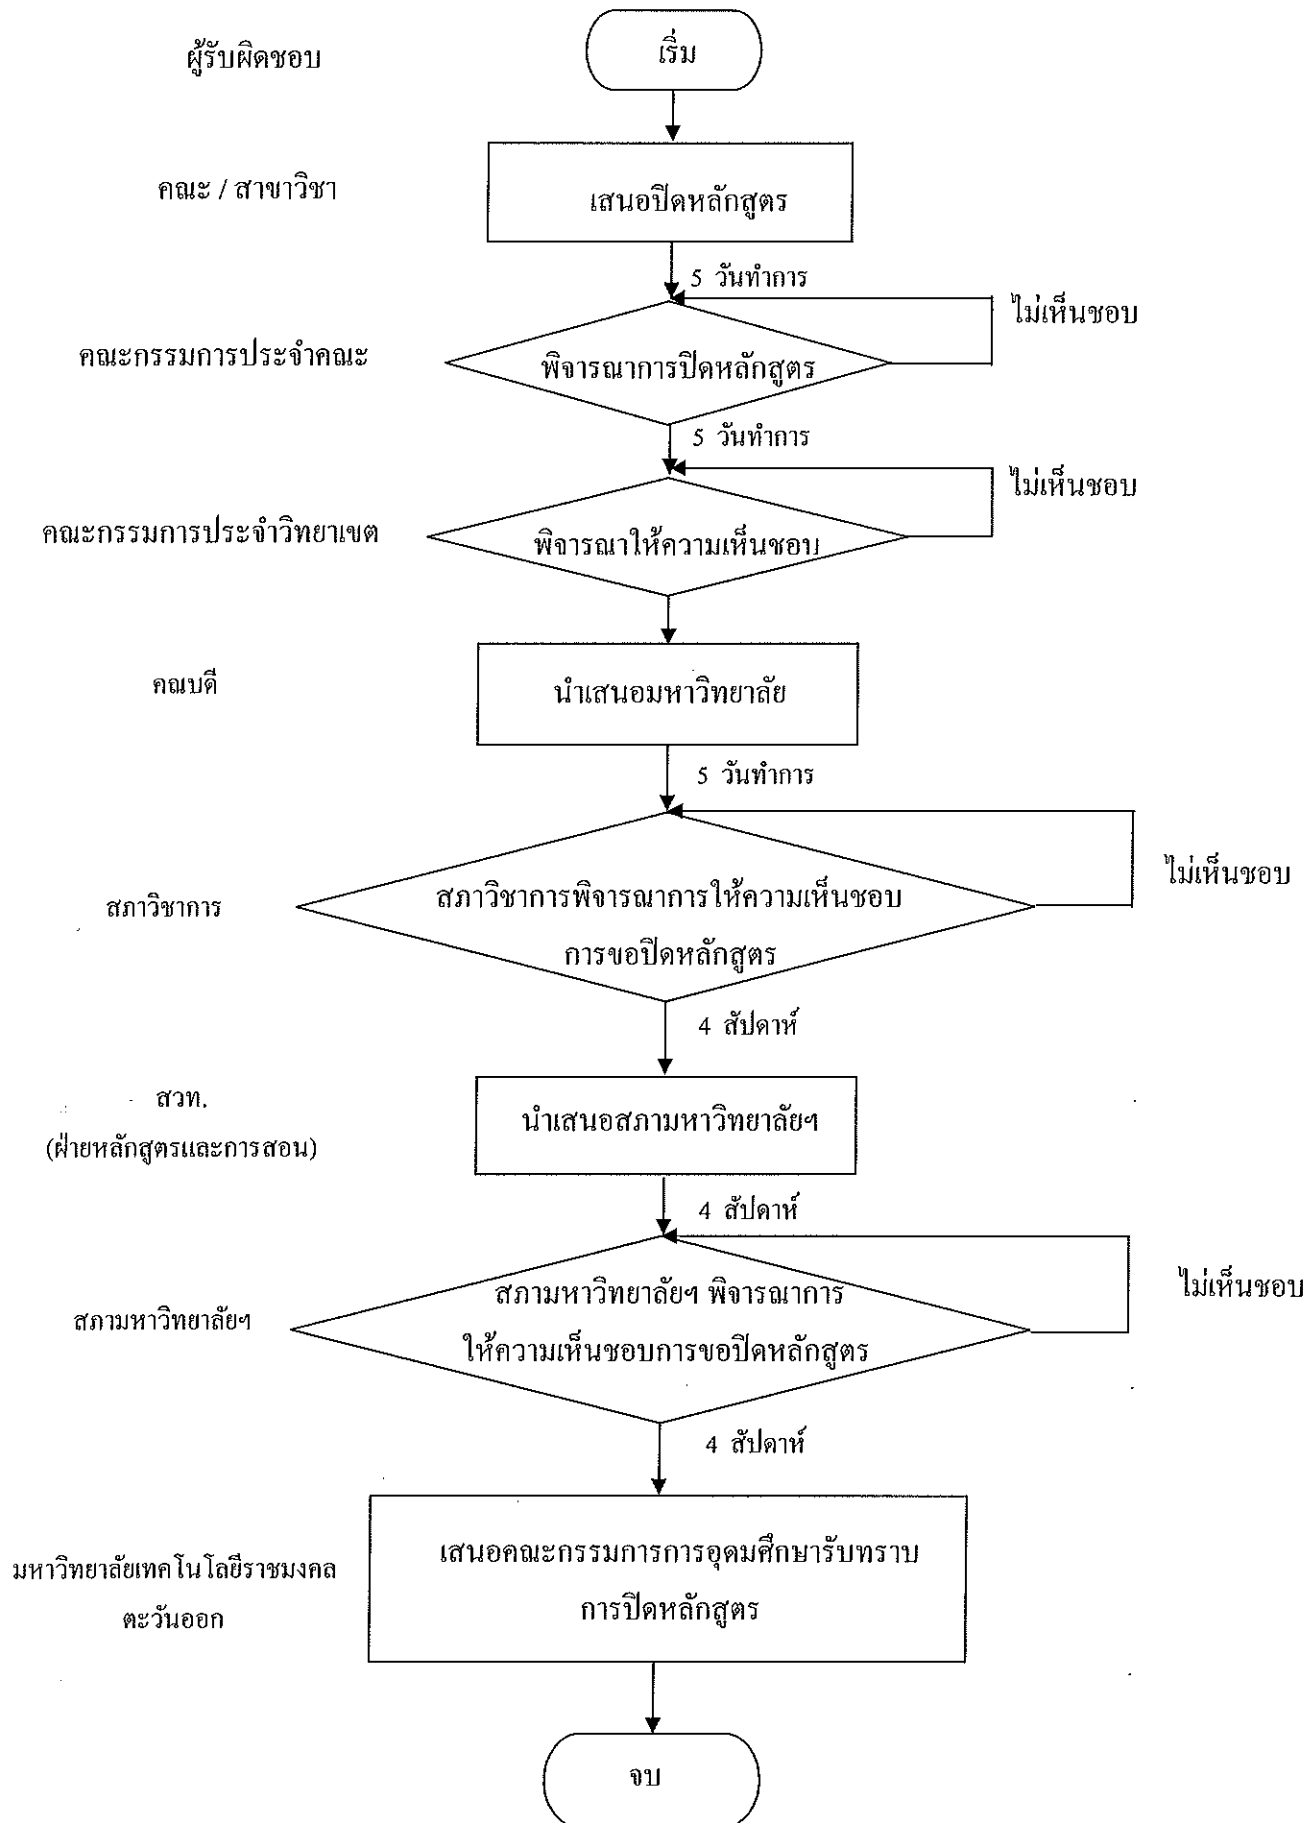 ผู้รับผิดชอบ
เริ่ม
คณะ / สาขาวิชา
เสนอปิดหลักสูตร
5 วันทำการ
ไม่เห็นชอบ
คณะกรรมการประจำคณะ
พิจารณาการปิดหลักสูตร
5 วันทำการ
ไม่เห็นชอบ
คณะกรรมการประจำวิทยาเขต
พิจารณาให้ความเห็นชอบ
คณบดี
นำเสนอมหาวิทยาลัย
5 วันทำการ
ไม่เห็นชอบ
สภาวิชาการ
สภาวิชาการพิจารณาการให้ความเห็นชอบ
การขอปิดหลักสูตร
4 สัปดาห์
สวท.
(ฝ่ายหลักสูตรและการสอน)
นำเสนอสภามหาวิทยาลัยฯ
4 สัปดาห์
ไม่เห็นชอบ
สภามหาวิทยาลัยฯ
สภามหาวิทยาลัยฯ พิจารณาการ
ให้ความเห็นชอบการขอปิดหลักสูตร
4 สัปดาห์
มหาวิทยาลัยเทคโนโลยีราชมงคล
ตะวันออก
เสนอคณะกรรมการการอุดมศึกษารับทราบ
การปิดหลักสูตร
จบ